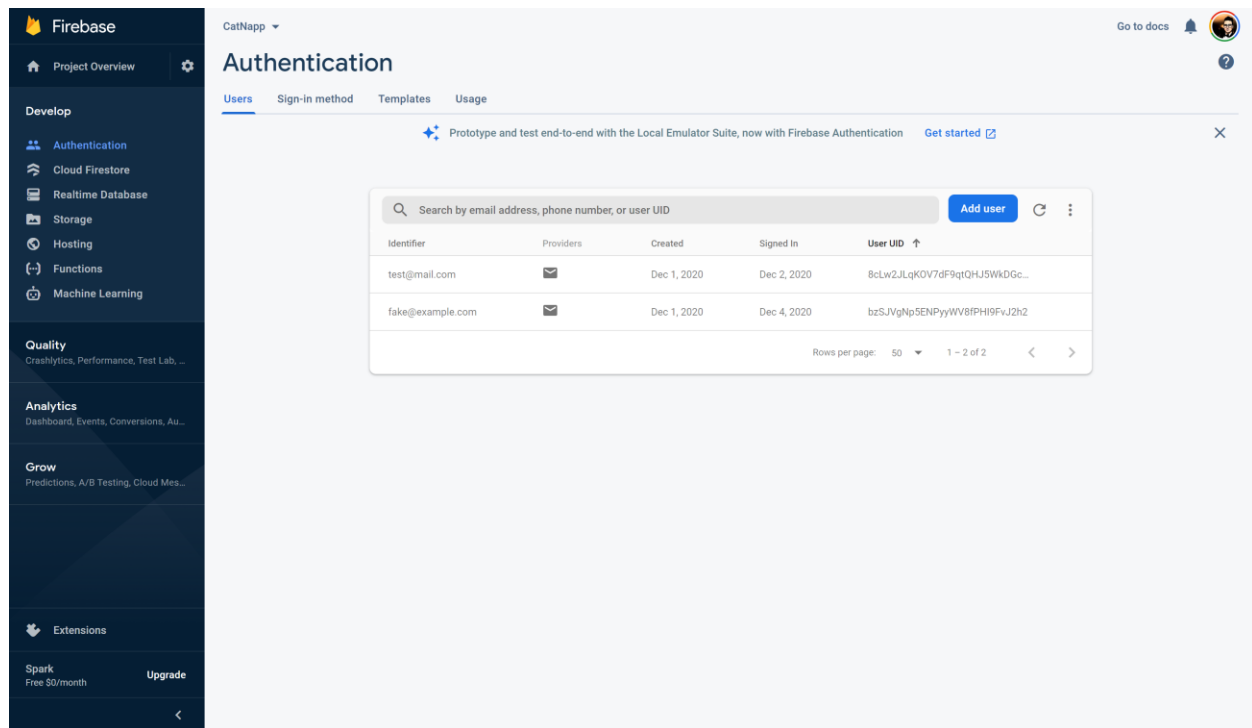 Firebase
Project Overview
Develop
Authentication
Cloud Firestore
Realtime Database
Storage
Hosting
Functions
Machine Learning
Quality
Crashlytics, Performance, Test Lab, …
Analytics
Dashboard, Events, Conversions, Au…
Grow
Predictions, A/B Testing, Cloud Mes…
Extensions
Spark
Free $0/month
Upgrade
CatNapp
Go to docs
Authentication
Users Sign-in method Templates Usage
Prototype and test end-to-end with the Local Emulator Suite, now with Firebase Authentication Get started
Search by email address, phone number, or user UID
Add user
Identifier Providers Created Signed In User UID
test@mail.com Dec 1, 2020 Dec 2, 2020 8cLw2JLqKOV7dF9qtQHJ5WkDGc…
fake@example.com Dec 1, 2020 Dec 4, 2020 bzSJVgNp5ENPyyWV8fPHI9FvJ2h2
Rows per page: 50 1 – 2 of 2